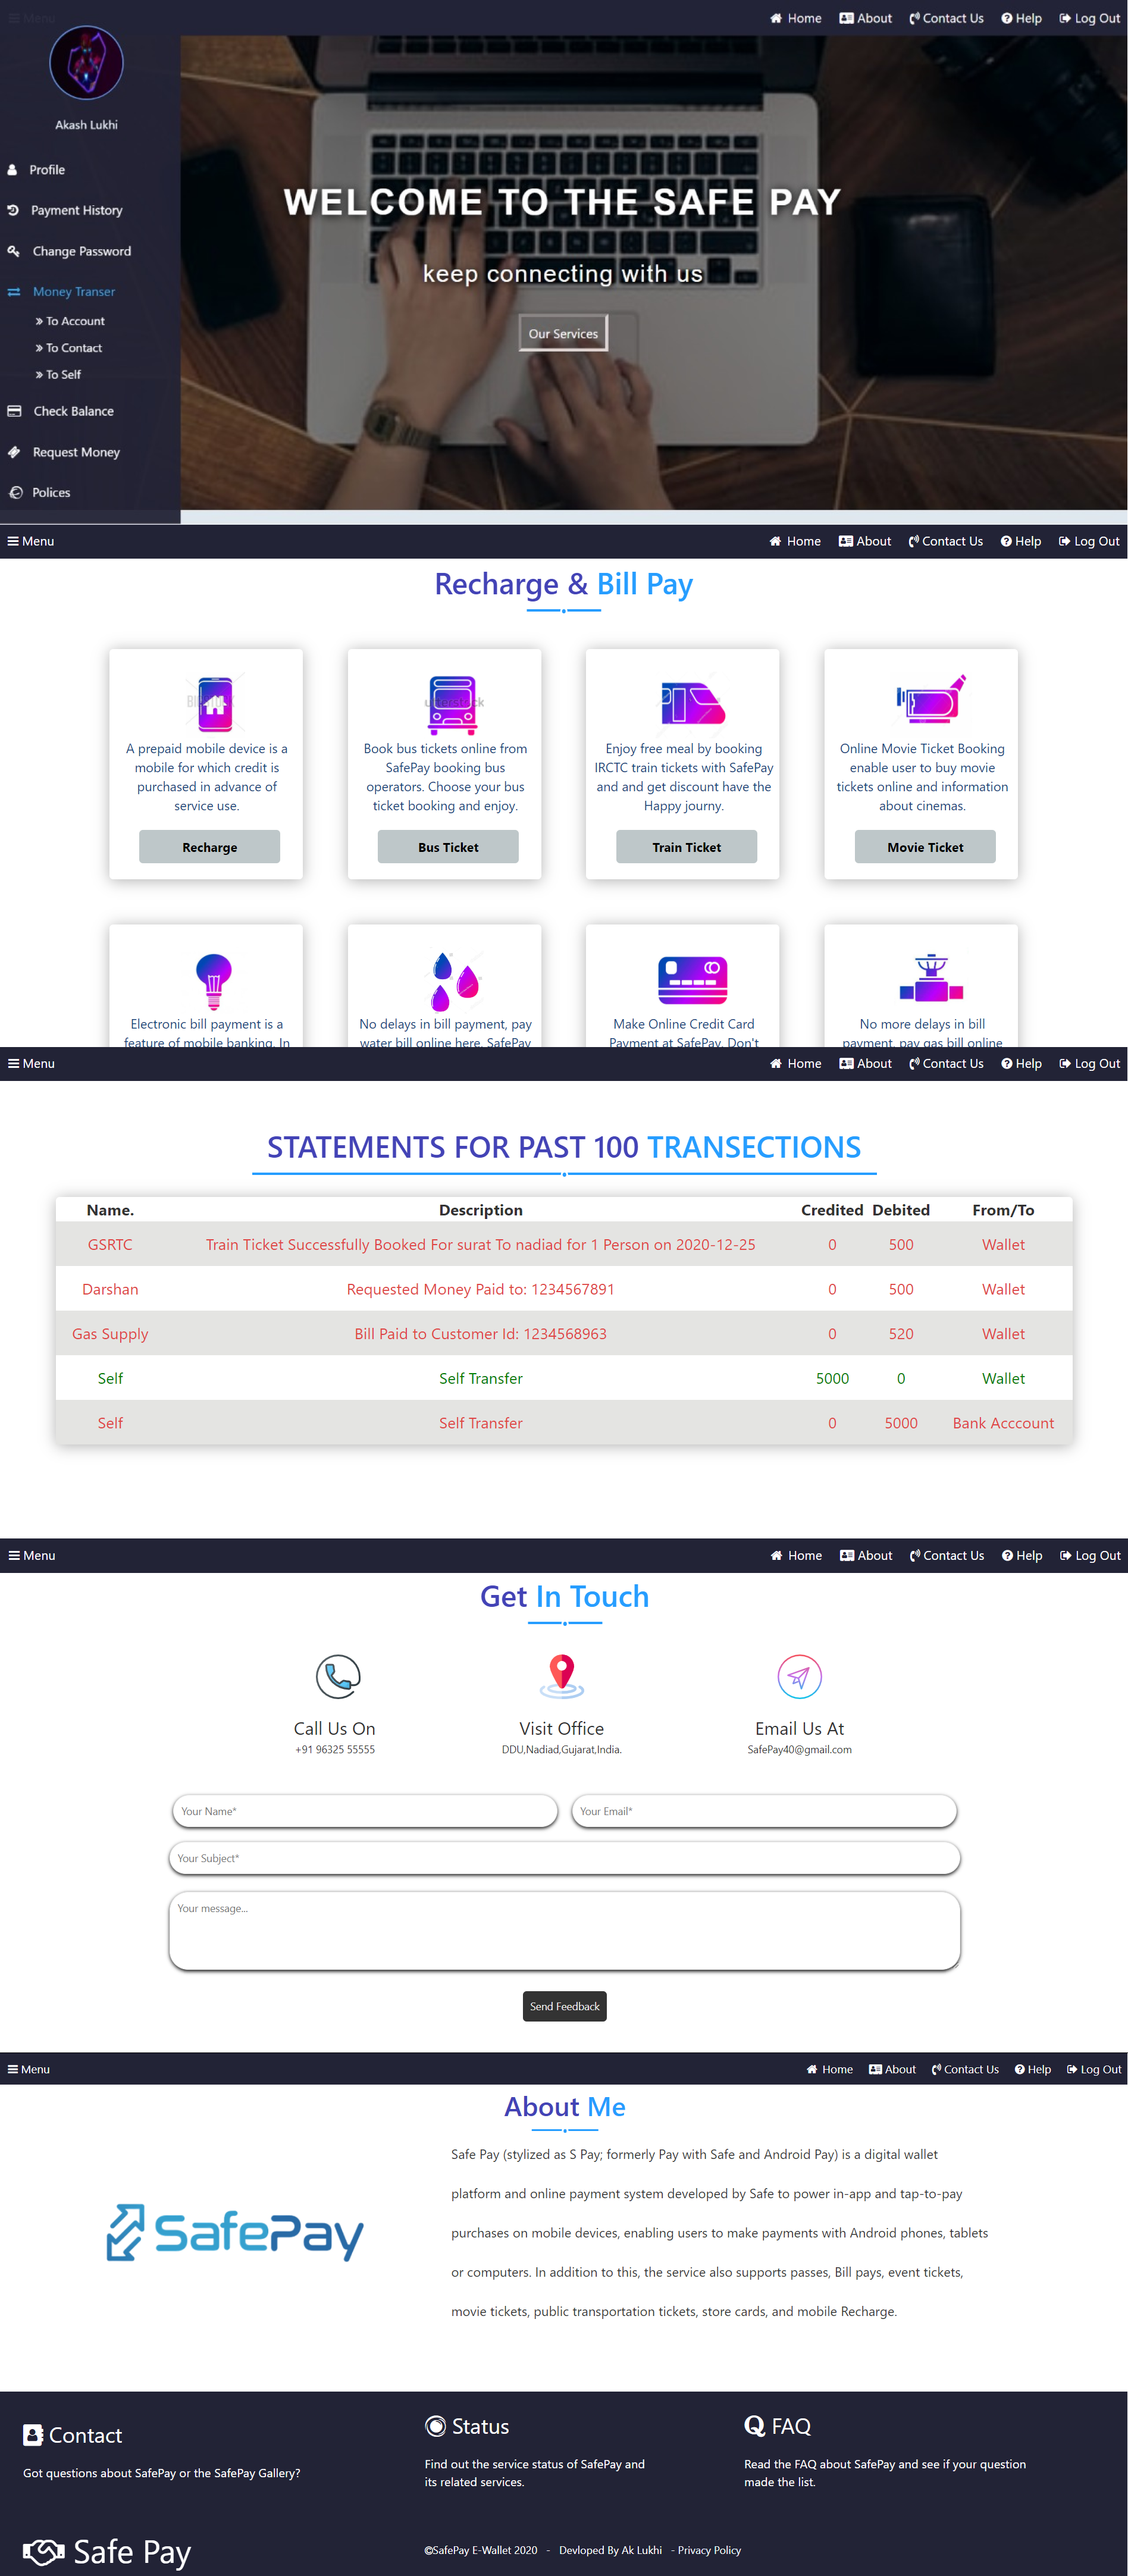 Menu
Home About Contact Us Help Log Out
Akash Lukhi
Profile
Payment History
Change Password
Money Transer
» To Account
» To Contact
» To Self
Check Balance
Request Money
Polices
WELCOME TO THE SAFE PAY
keep connecting with us
Our Services
Menu
Home About Contact Us Help Log Out
Recharge & Bill Pay
A prepaid mobile device is a
mobile for which credit is
purchased in advance of
service use.
Recharge
Book bus tickets online from
SafePay booking bus
operators. Choose your bus
ticket booking and enjoy.
Bus Ticket
Enjoy free meal by booking
IRCTC train tickets with SafePay
and and get discount have the
Happy journy.
Train Ticket
Online Movie Ticket Booking
enable user to buy movie
tickets online and information
about cinemas.
Movie Ticket
Electronic bill payment is a
feature of mobile banking. In
No delays in bill payment, pay
water bill online here. SafePay
Make Online Credit Card
Payment at SafePay. Don't
No more delays in bill
payment, pay gas bill online
Menu
Home About Contact Us Help Log Out
STATEMENTS FOR PAST 100 TRANSECTIONS
Name. Description Credited Debited From/To
GSRTC Train Ticket Successfully Booked For surat To nadiad for 1 Person on 2020-12-25 0 500 Wallet
Darshan Requested Money Paid to: 1234567891 0 500 Wallet
Gas Supply Bill Paid to Customer Id: 1234568963 0 520 Wallet
Self Self Transfer 5000 0 Wallet
Self Self Transfer 0 5000 Bank Acccount
Menu
Home About Contact Us Help Log Out
Get In Touch
Call Us On
+91 96325 55555
Visit Office
DDU,Nadiad,Gujarat,India.
Email Us At
SafePay40@gmail.com
Your Name*
Your Email*
Your Subject*
Your message...
Send Feedback
Menu
Home About Contact Us Help Log Out
About Me
SafePay
Safe Pay (stylized as S Pay; formerly Pay with Safe and Android Pay) is a digital wallet
platform and online payment system developed by Safe to power in-app and tap-to-pay
purchases on mobile devices, enabling users to make payments with Android phones, tablets
or computers. In addition to this, the service also supports passes, Bill pays, event tickets,
movie tickets, public transportation tickets, store cards, and mobile Recharge.
Contact
Got questions about SafePay or the SafePay Gallery?
Status
Find out the service status of SafePay and
its related services.
Q FAQ
Read the FAQ about SafePay and see if your question
made the list.
Safe Pay
©SafePay E-Wallet 2020 - Devloped By Ak Lukhi - Privacy Policy